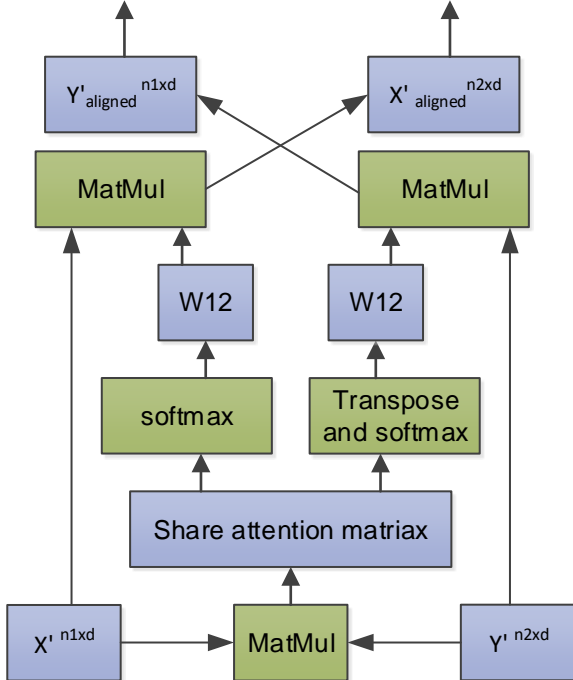 Y'aligned n1xd
X'aligned n2xd
MatMul
MatMul
W12
W12
softmax
Transpose
and softmax
Share attention matriax
X' n1xd
MatMul
Y' n2xd